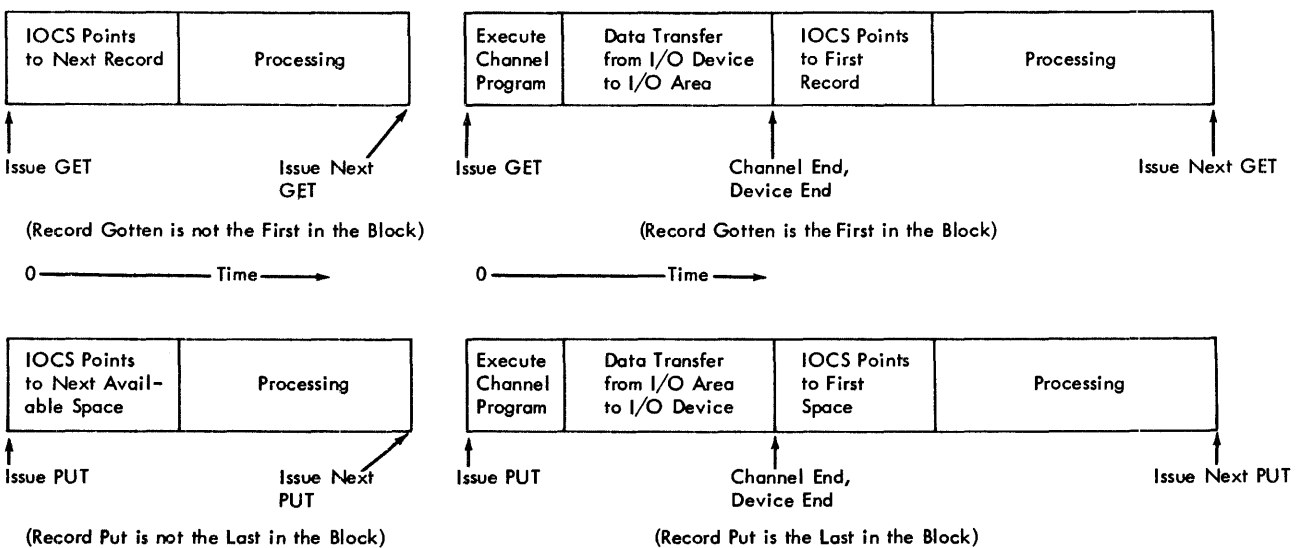 IOCS Points
to Next Record
Processing
Execute
Channel
Program
Data Transfer
from I/O Device
to I/O Area
IOCS Points
to First
Record
Processing
Issue GET
Issue Next
GET
Issue GET
Channel End,
Device End
Issue Next GET
(Record Gotten is not the First in the Block)
(Record Gotten is the First in the Block)
0 Time
0 Time
IOCS Points
to Next Avail-
able Space
Processing
Execute
Channel
Program
Data Transfer
from I/O Area
to I/O Device
IOCS Points
to First
Space
Processing
Issue PUT
Issue Next
PUT
Issue PUT
Channel End,
Device End
Issue Next PUT
(Record Put is not the Last in the Block)
(Record Put is the Last in the Block)